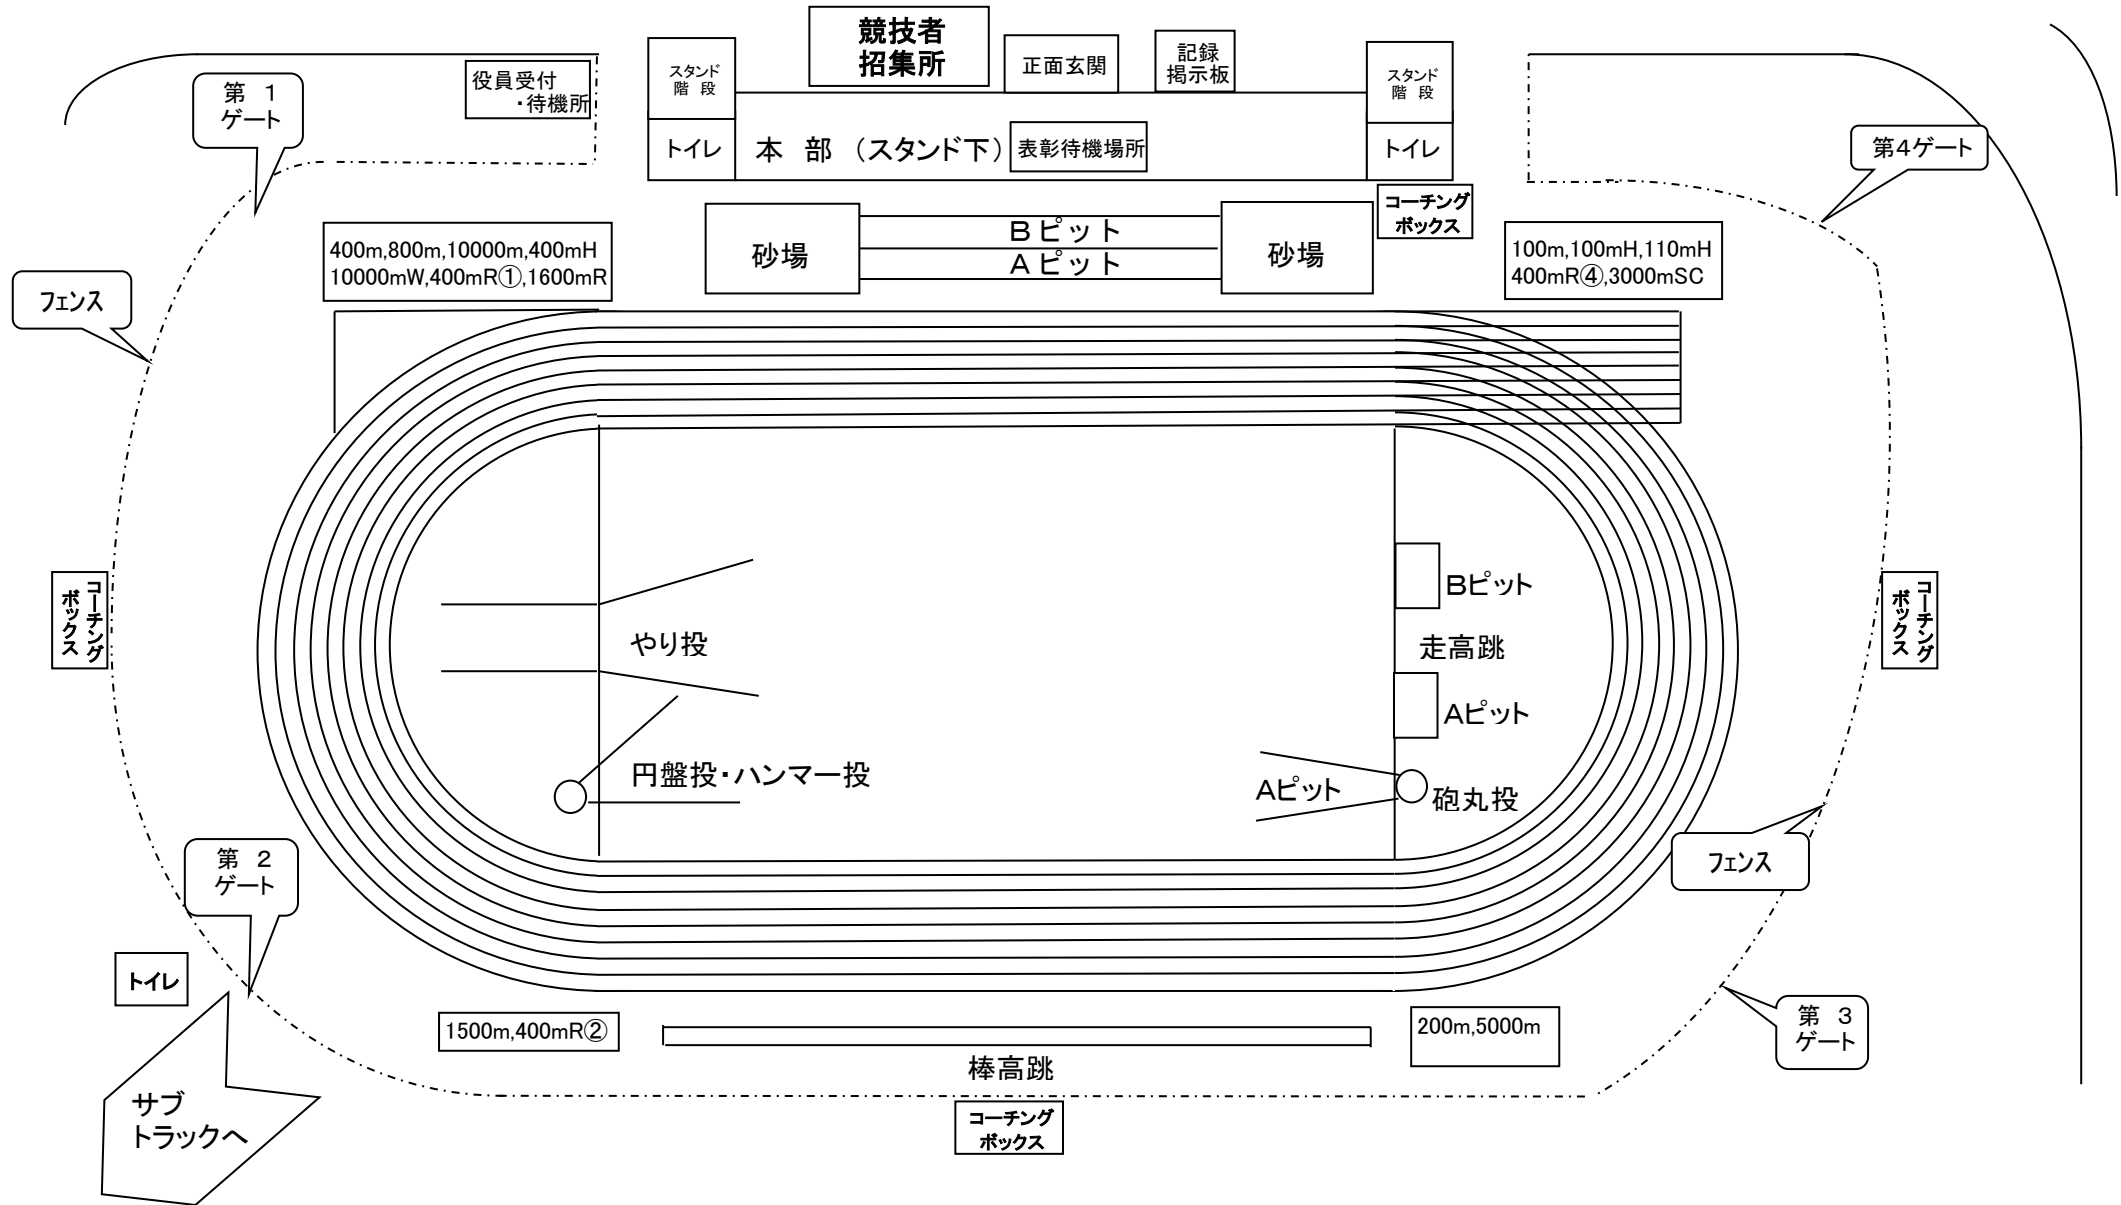 競技者
招集所
正面玄関
記録
掲示板
スタンド
階 段
スタンド
階 段
役員受付
・待機所
第 1
ゲート
トイレ
本 部 （スタンド下）
表彰待機場所
トイレ
第4ゲート
コーチング
ボックス
400m,800m,10000m,400mH
10000mW,400mR①,1600mR
砂場
Bピット
Aピット
砂場
100m,100mH,110mH
400mR④,3000mSC
フェンス
コーチング
ボックス
やり投
Bピット
走高跳
Aピット
コーチング
ボックス
円盤投・ハンマー投
Aピット
砲丸投
第 2
ゲート
フェンス
トイレ
1500m,400mR②
200m,5000m
第 3
ゲート
棒高跳
サブ
トラックへ
コーチング
ボックス